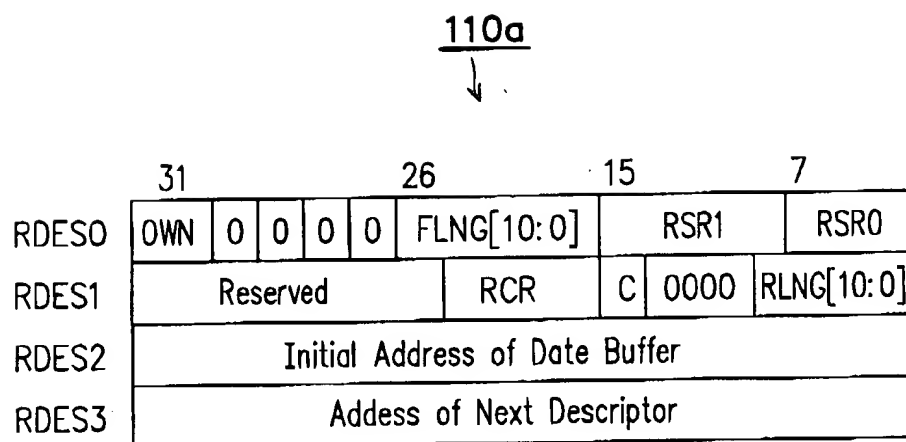 110a
31 26 15 7
RDES0 OWN 0 0 0 0 FLNG[10:0] RSR1 RSR0
RDES1 Reserved RCR C 0000 RLNG[10:0]
RDES2 Initial Address of Date Buffer
RDES3 Addess of Next Descriptor